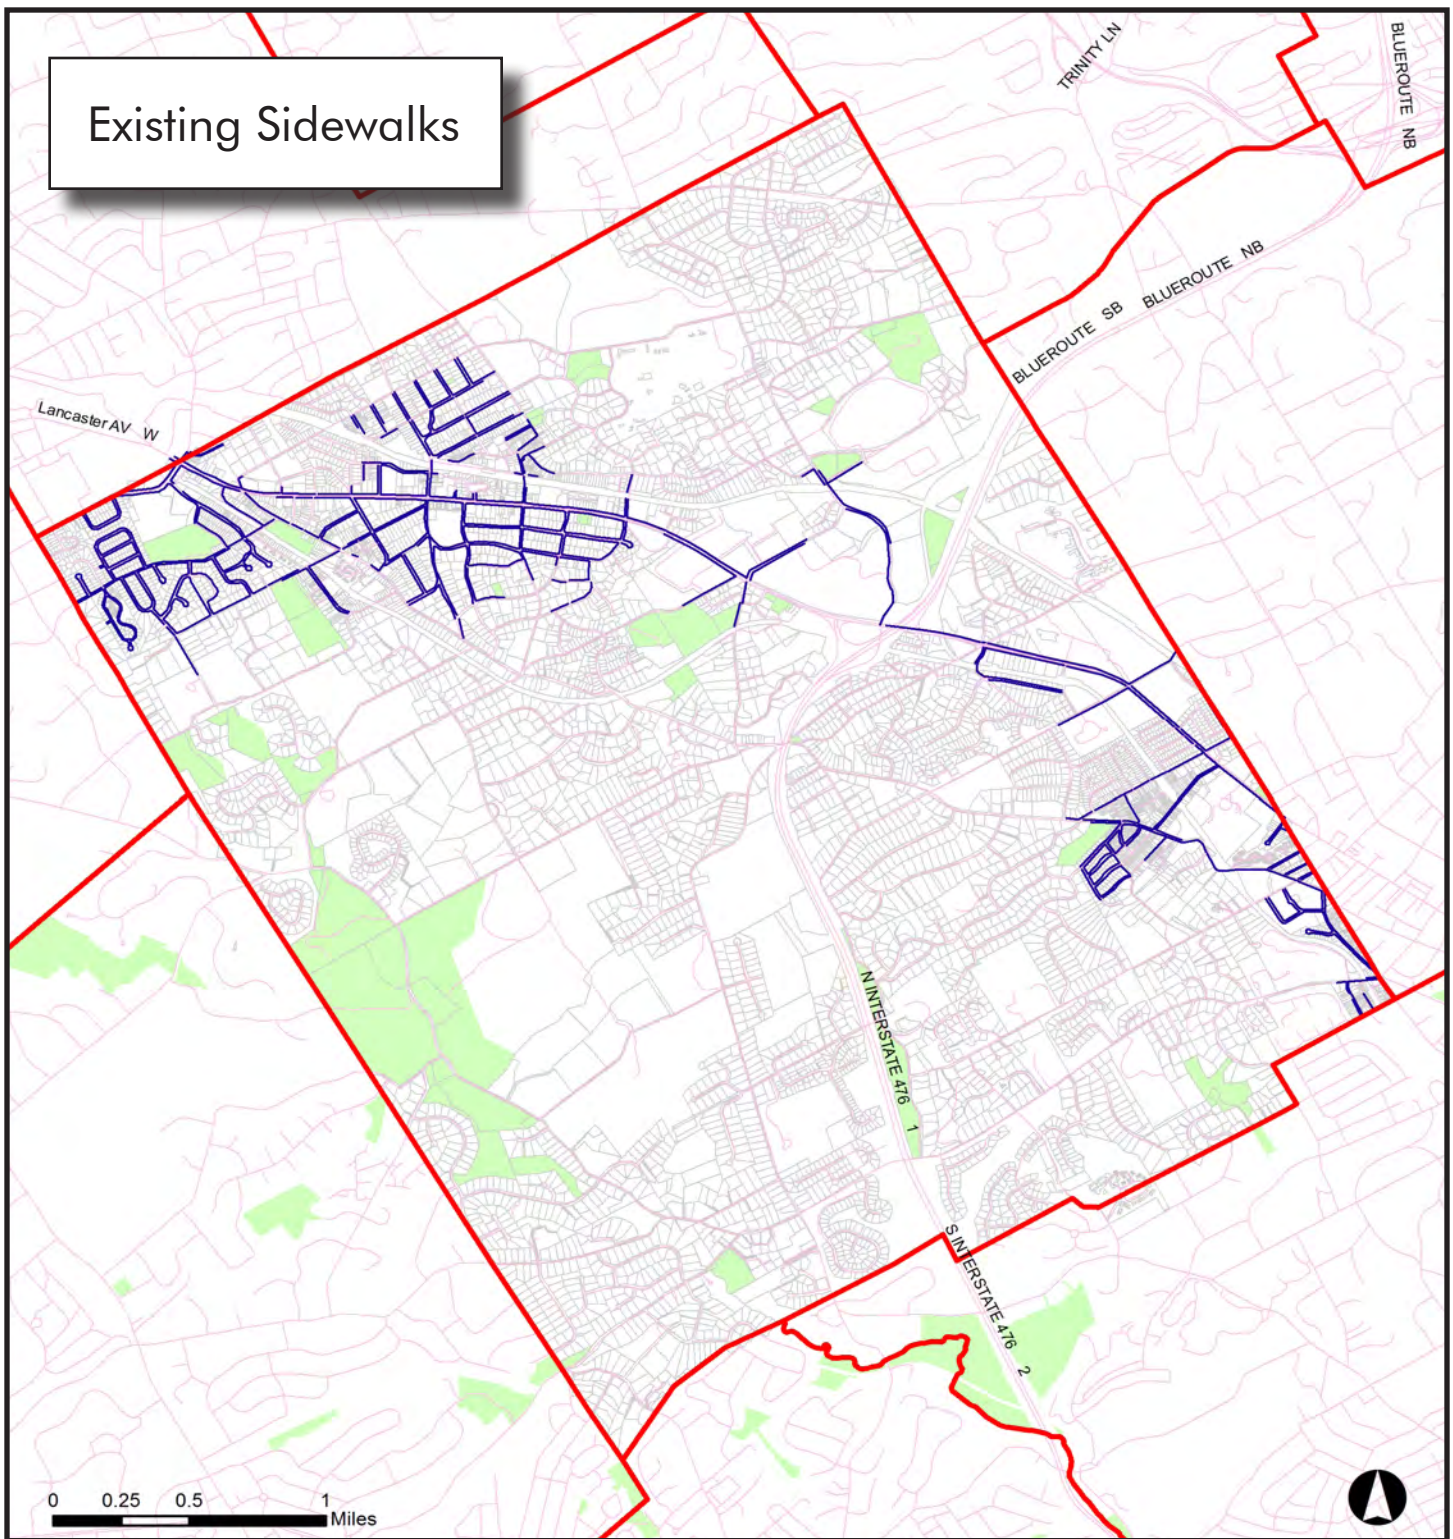 Existing Sidewalks
TRINITY LN
BLUEROUTE NB
BLUEROUTE SB BLUEROUTE NB
Lancaster AV W
N INTERSTATE 476 1
S INTERSTATE 476 2
0 0.25 0.5 1
Miles